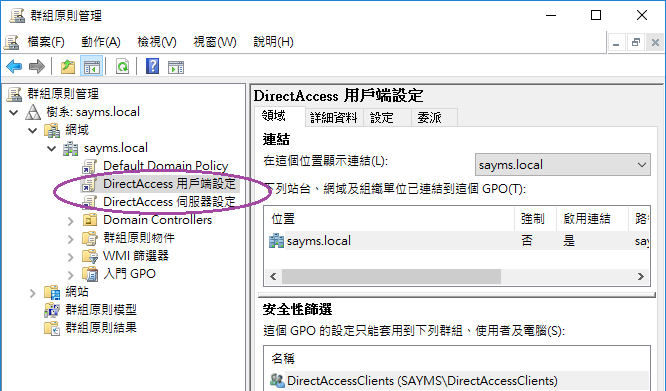 群組原則管理
檔案(F) 動作(A) 檢視(V) 視窗(W) 說明(H)
群組原則管理
樹系: sayms.local
網域
sayms.local
Default Domain Policy
DirectAccess 用戶端設定
DirectAccess 伺服器設定
Domain Controllers
群組原則物件
WMI 篩選器
入門 GPO
網站
群組原則模型
群組原則結果
DirectAccess 用戶端設定
領域 詳細資料 設定 委派
連結
在這個位置顯示連結(L): sayms.local
下列站台、網域及組織單位已連結到這個 GPO(T):
位置 強制 啟用連結
sayms.local 否 是
安全性篩選
這個 GPO 的設定只能套用到下列群組、使用者及電腦(S):
名稱
DirectAccessClients (SAYMS\DirectAccessClients)